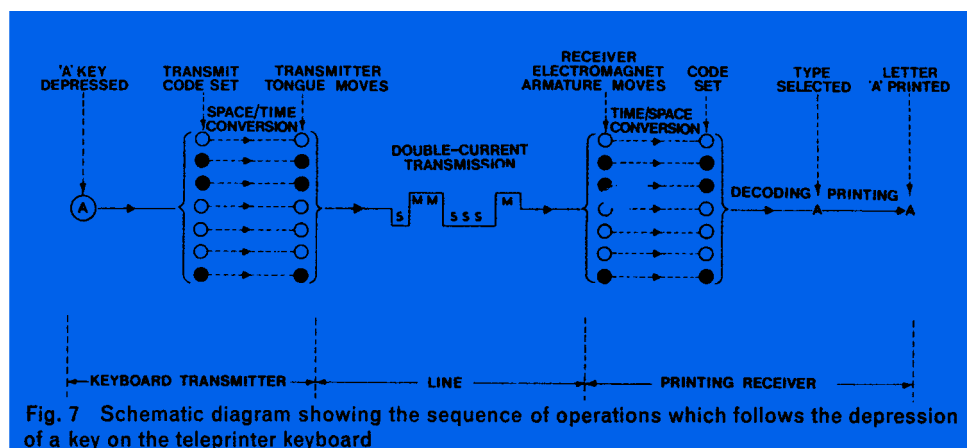 'A' KEY
DEPRESSED
TRANSMIT
CODE SET
TRANSMITTER
TONGUE MOVES
SPACE/TIME
CONVERSION
DOUBLE-CURRENT
TRANSMISSION
RECEIVER
ELECTROMAGNET
ARMATURE MOVES
CODE
SET
TIME/SPACE
CONVERSION
TYPE
SELECTED
LETTER
'A' PRINTED
A
S
M M
S S S
M
DECODING
PRINTING
A
A
KEYBOARD TRANSMITTER
LINE
PRINTING RECEIVER
Fig. 7 Schematic diagram showing the sequence of operations which follows the depression
of a key on the teleprinter keyboard